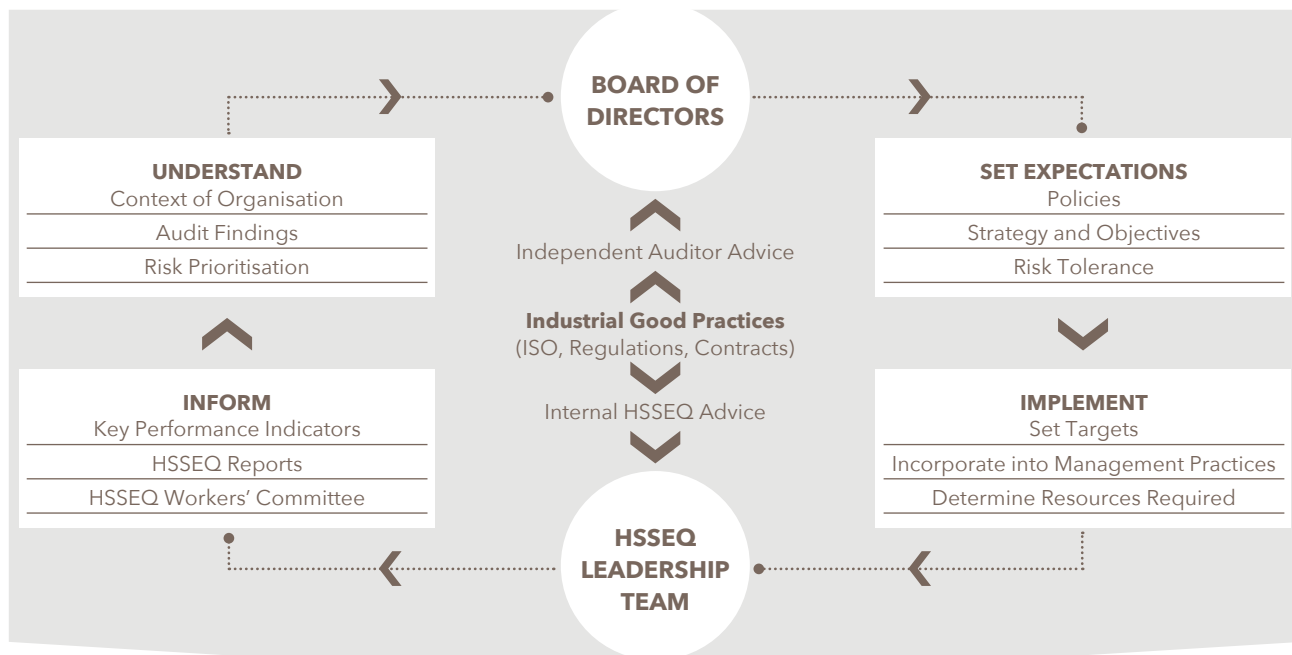 BOARD OF
DIRECTORS
UNDERSTAND
Context of Organisation
Audit Findings
Risk Prioritisation
SET EXPECTATIONS
Policies
Strategy and Objectives
Risk Tolerance
Independent Auditor Advice
Industrial Good Practices
(ISO, Regulations, Contracts)
Internal HSSEQ Advice
INFORM
Key Performance Indicators
HSSEQ Reports
HSSEQ Workers’ Committee
IMPLEMENT
Set Targets
Incorporate into Management Practices
Determine Resources Required
HSSEQ
LEADERSHIP
TEAM